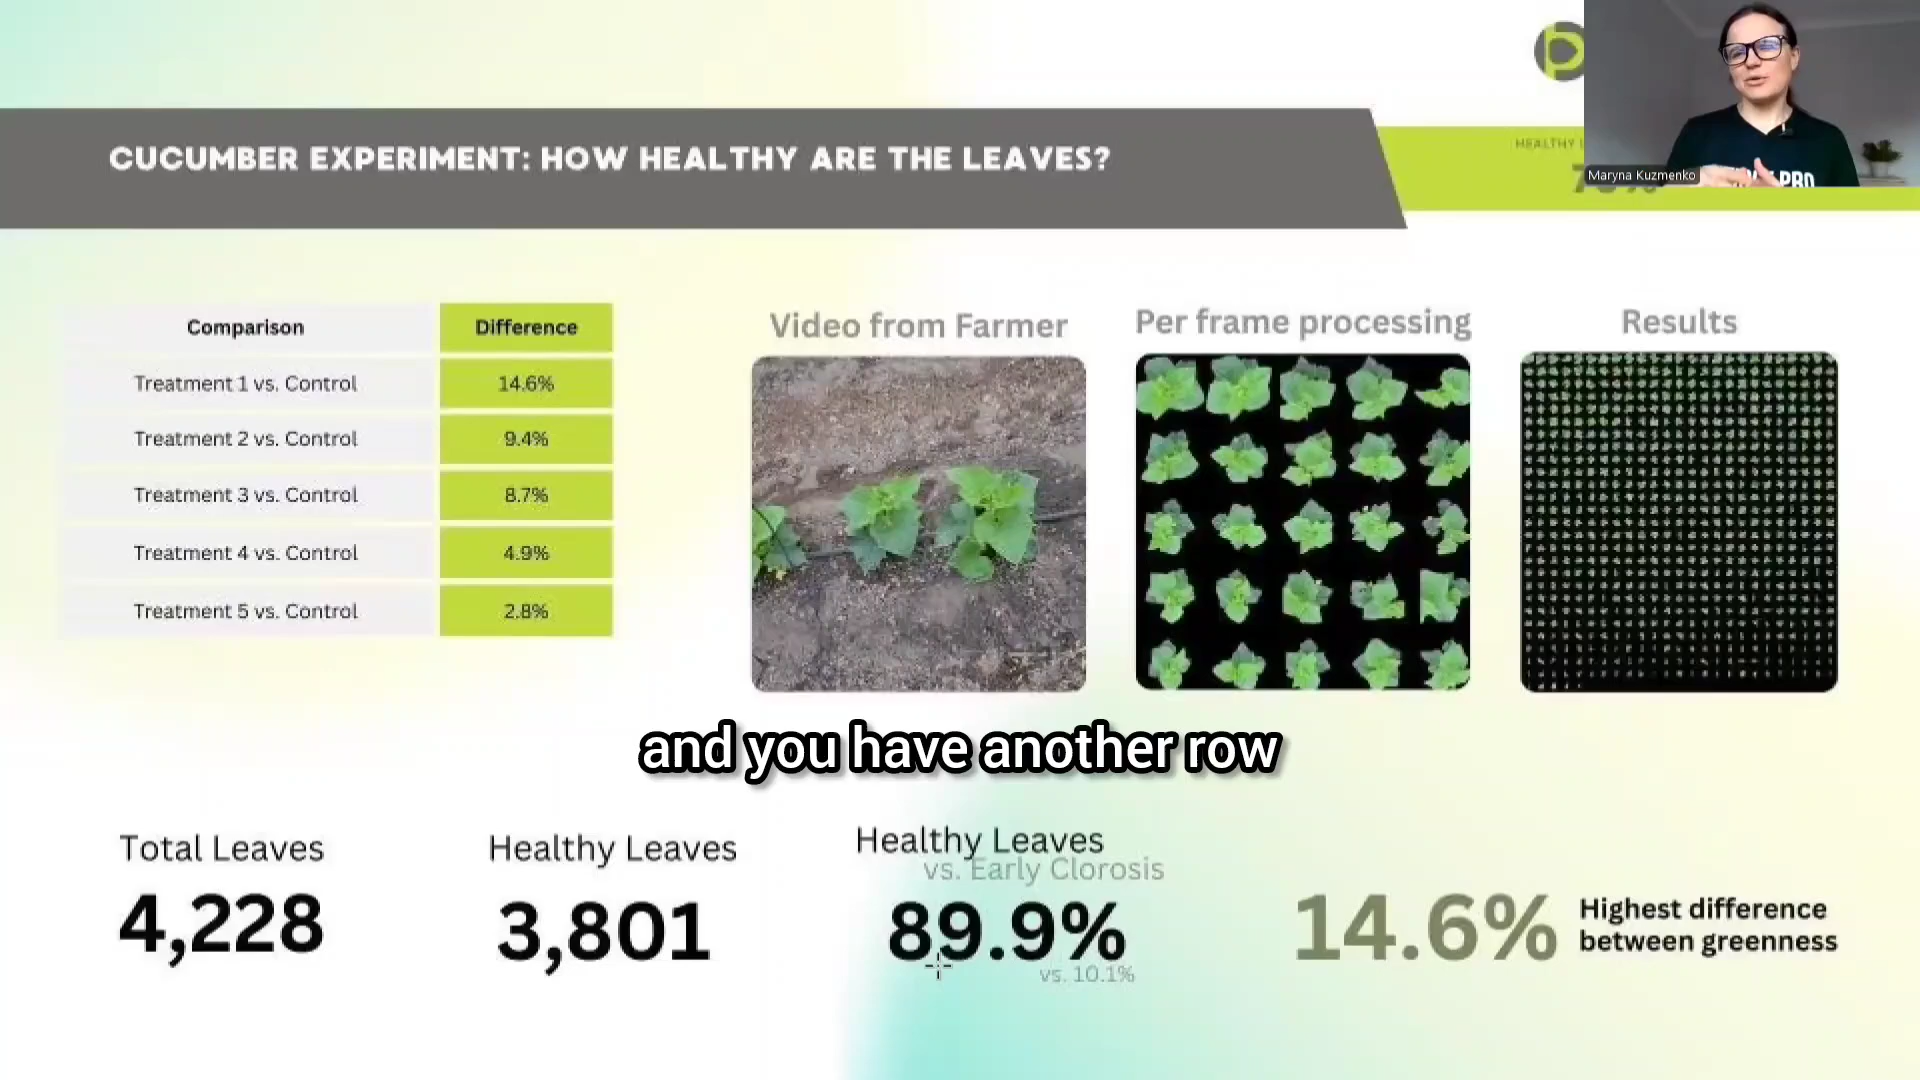 CUCUMBER EXPERIMENT: HOW HEALTHY ARE THE LEAVES?
HEALTHY
Maryna Kuzmenko
PRO
Comparison Difference
Treatment 1 vs. Control 14.6%
Treatment 2 vs. Control 9.4%
Treatment 3 vs. Control 8.7%
Treatment 4 vs. Control 4.9%
Treatment 5 vs. Control 2.8%
Video from Farmer
Per frame processing
Results
and you have another row
Total Leaves
4,228
Healthy Leaves
3,801
Healthy Leaves
vs. Early Clorosis
89.9%
vs. 10.1%
14.6%
Highest difference
between greenness